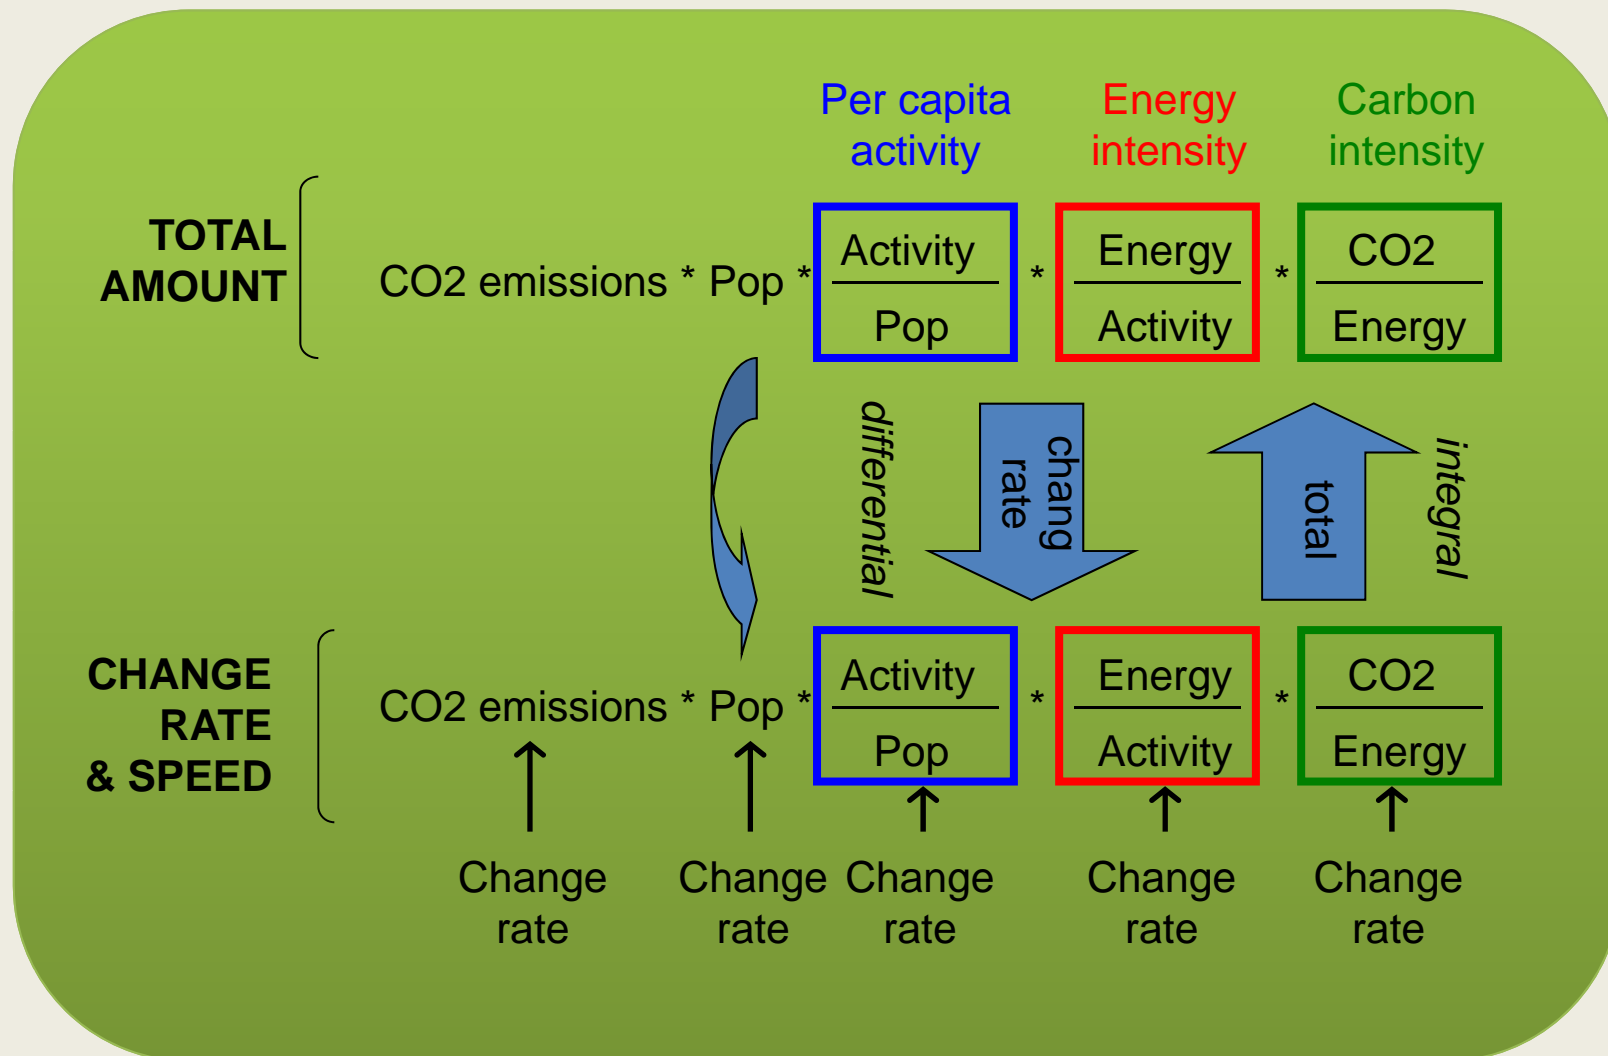 Per capita
activity
Energy
intensity
Carbon
intensity
TOTAL
AMOUNT
CO2 emissions * Pop *
Activity
Pop
*
Energy
Activity
*
CO2
Energy
differential
chang
rate
total
integral
CHANGE
RATE
& SPEED
CO2 emissions * Pop *
Activity
Pop
*
Energy
Activity
*
CO2
Energy
Change
rate
Change
rate
Change
rate
Change
rate
Change
rate